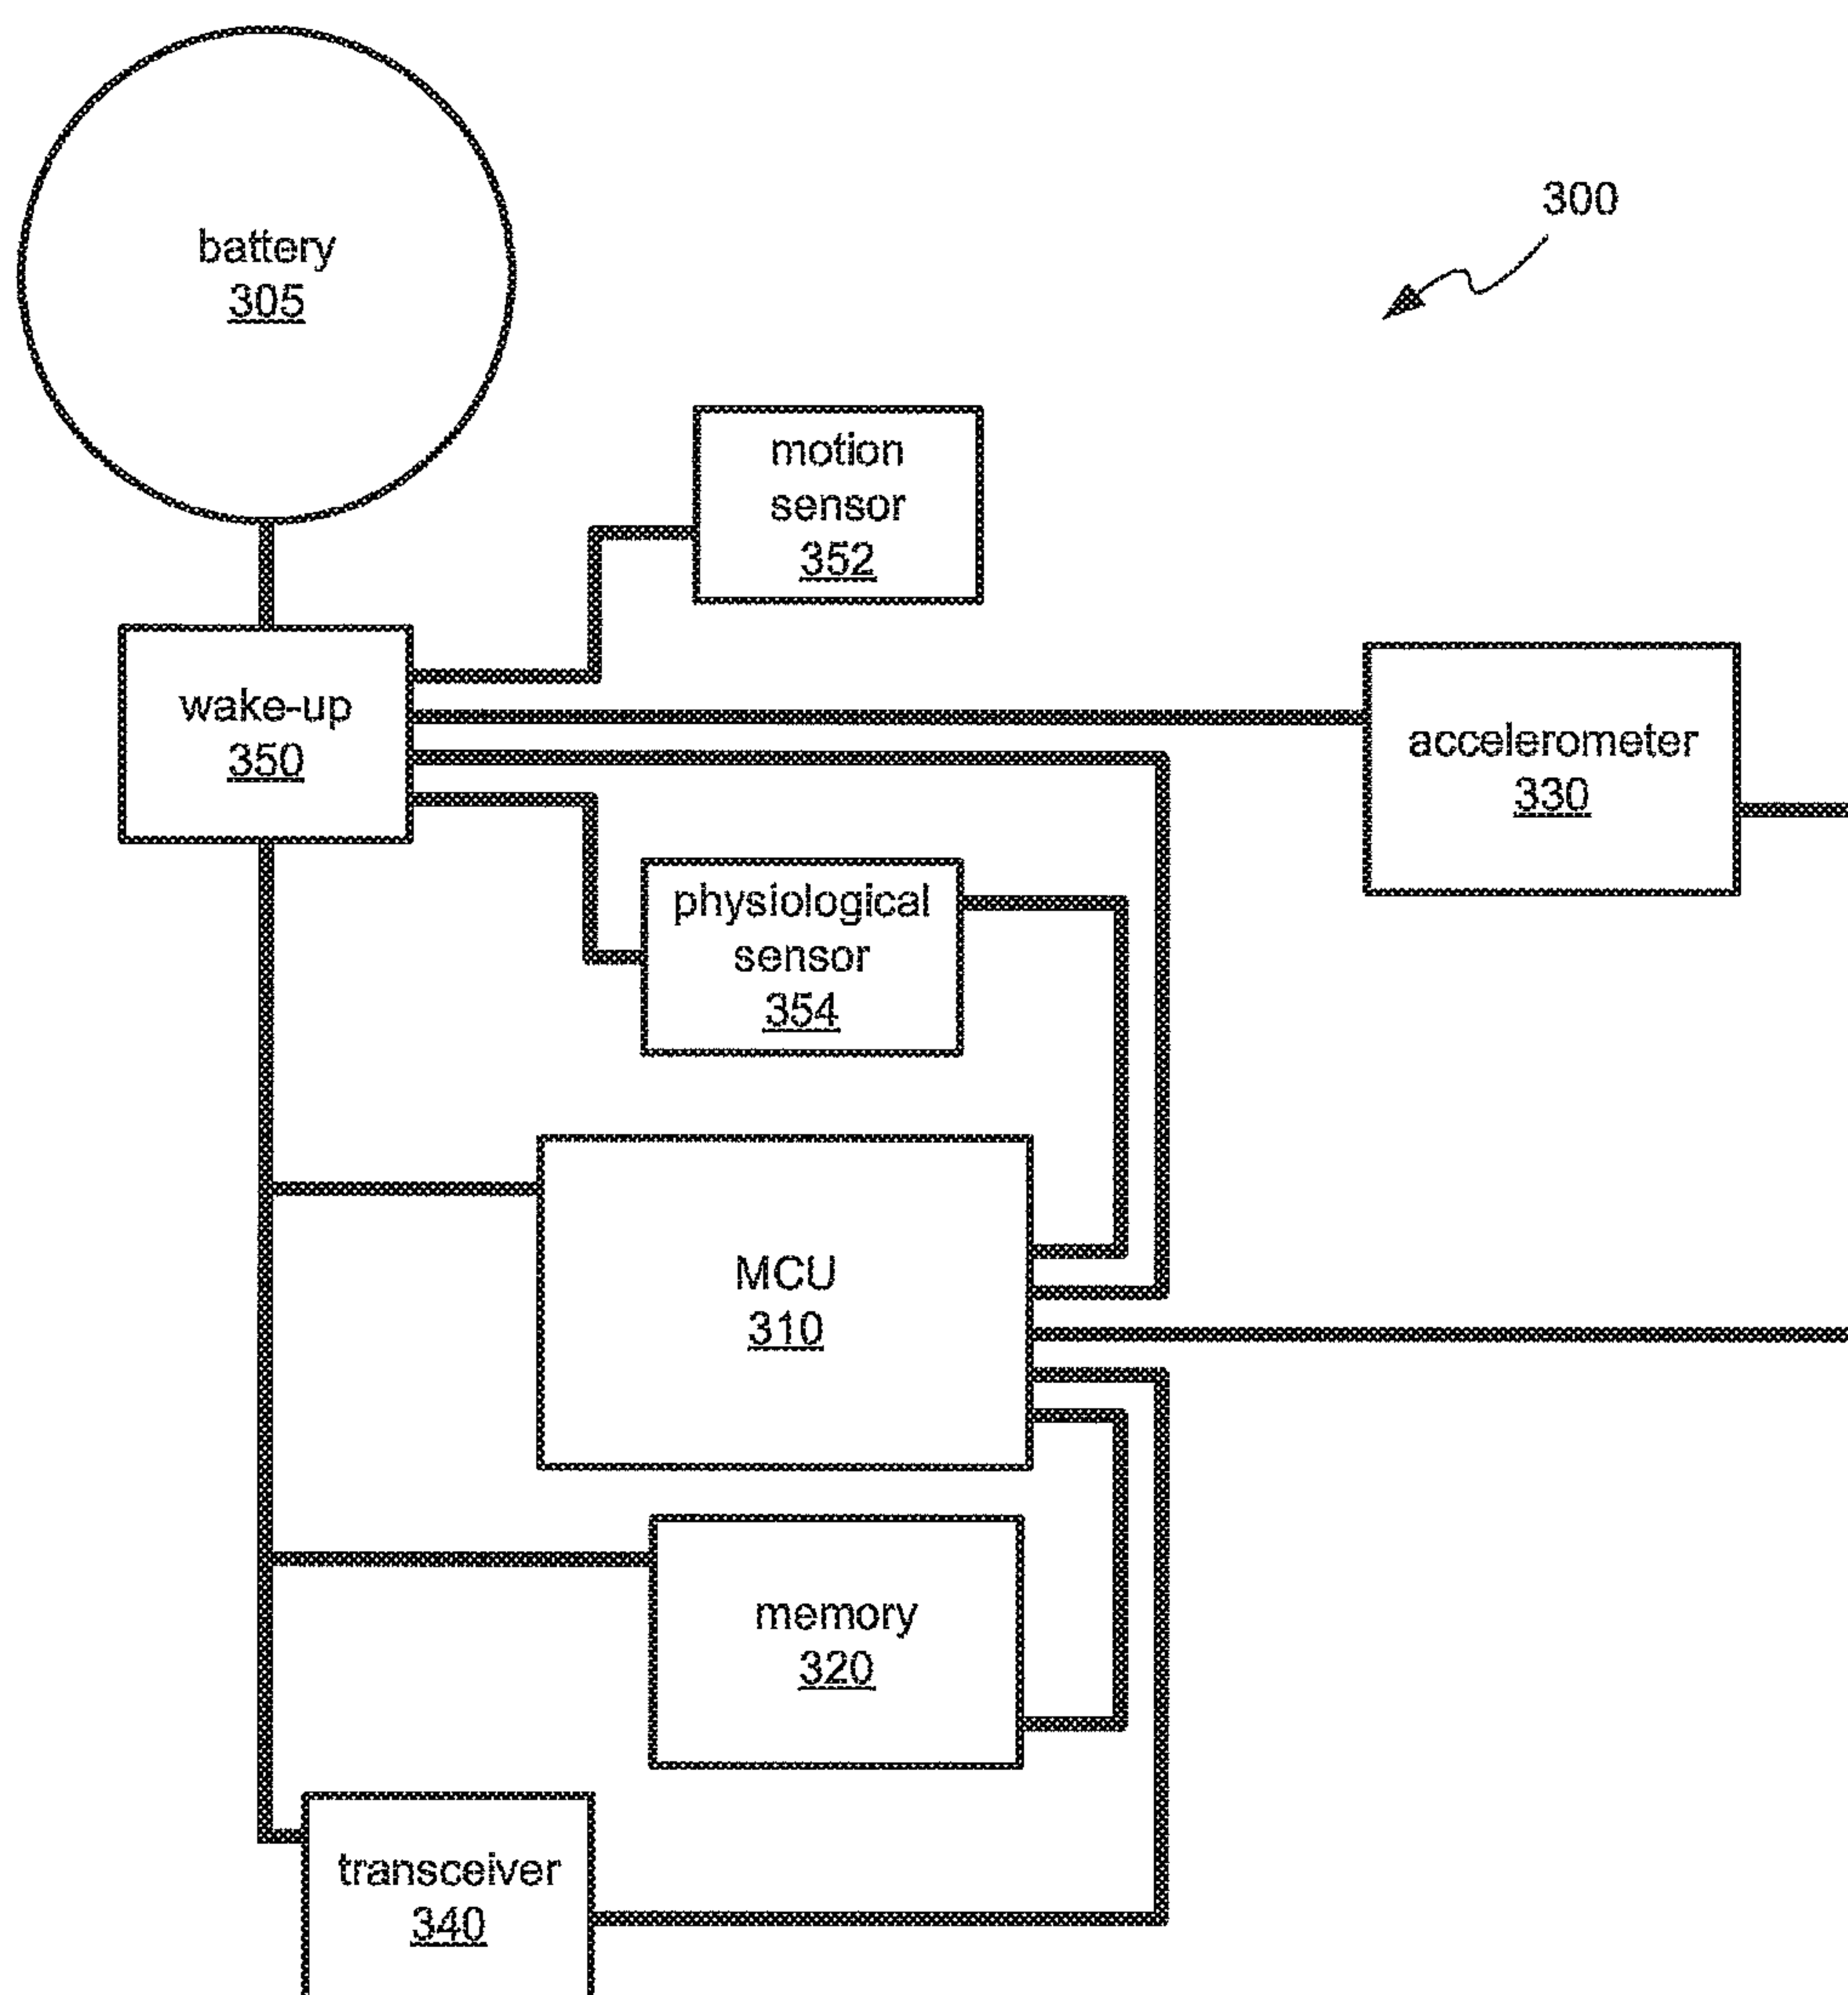 300
battery
305
motion
sensor
352
wake-up
350
accelerometer
330
physiological
sensor
354
MCU
310
memory
320
transceiver
340